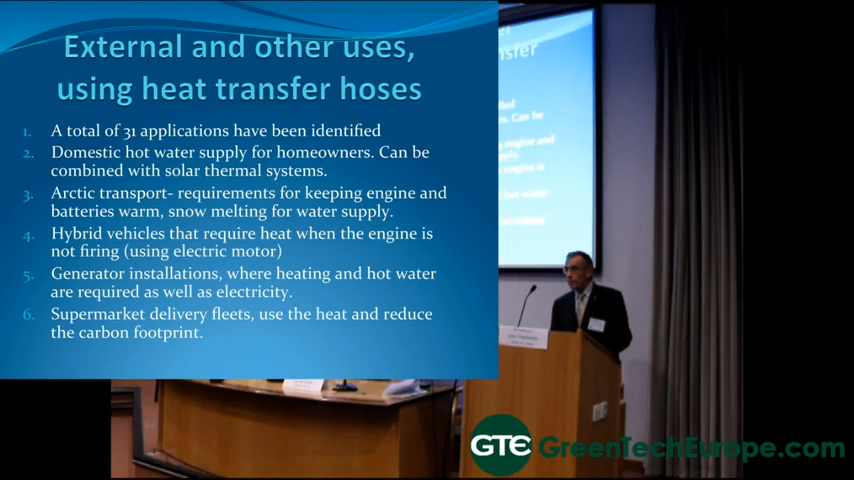 External and other uses,
using heat transfer hoses
1. A total of 31 applications have been identified
2. Domestic hot water supply for homeowners. Can be
combined with solar thermal systems.
3. Arctic transport- requirements for keeping engine and
batteries warm, snow melting for water supply.
4. Hybrid vehicles that require heat when the engine is
not firing (using electric motor)
5. Generator installations, where heating and hot water
are required as well as electricity.
6. Supermarket delivery fleets, use the heat and reduce
the carbon footprint.
GTE GreenTechEurope.com